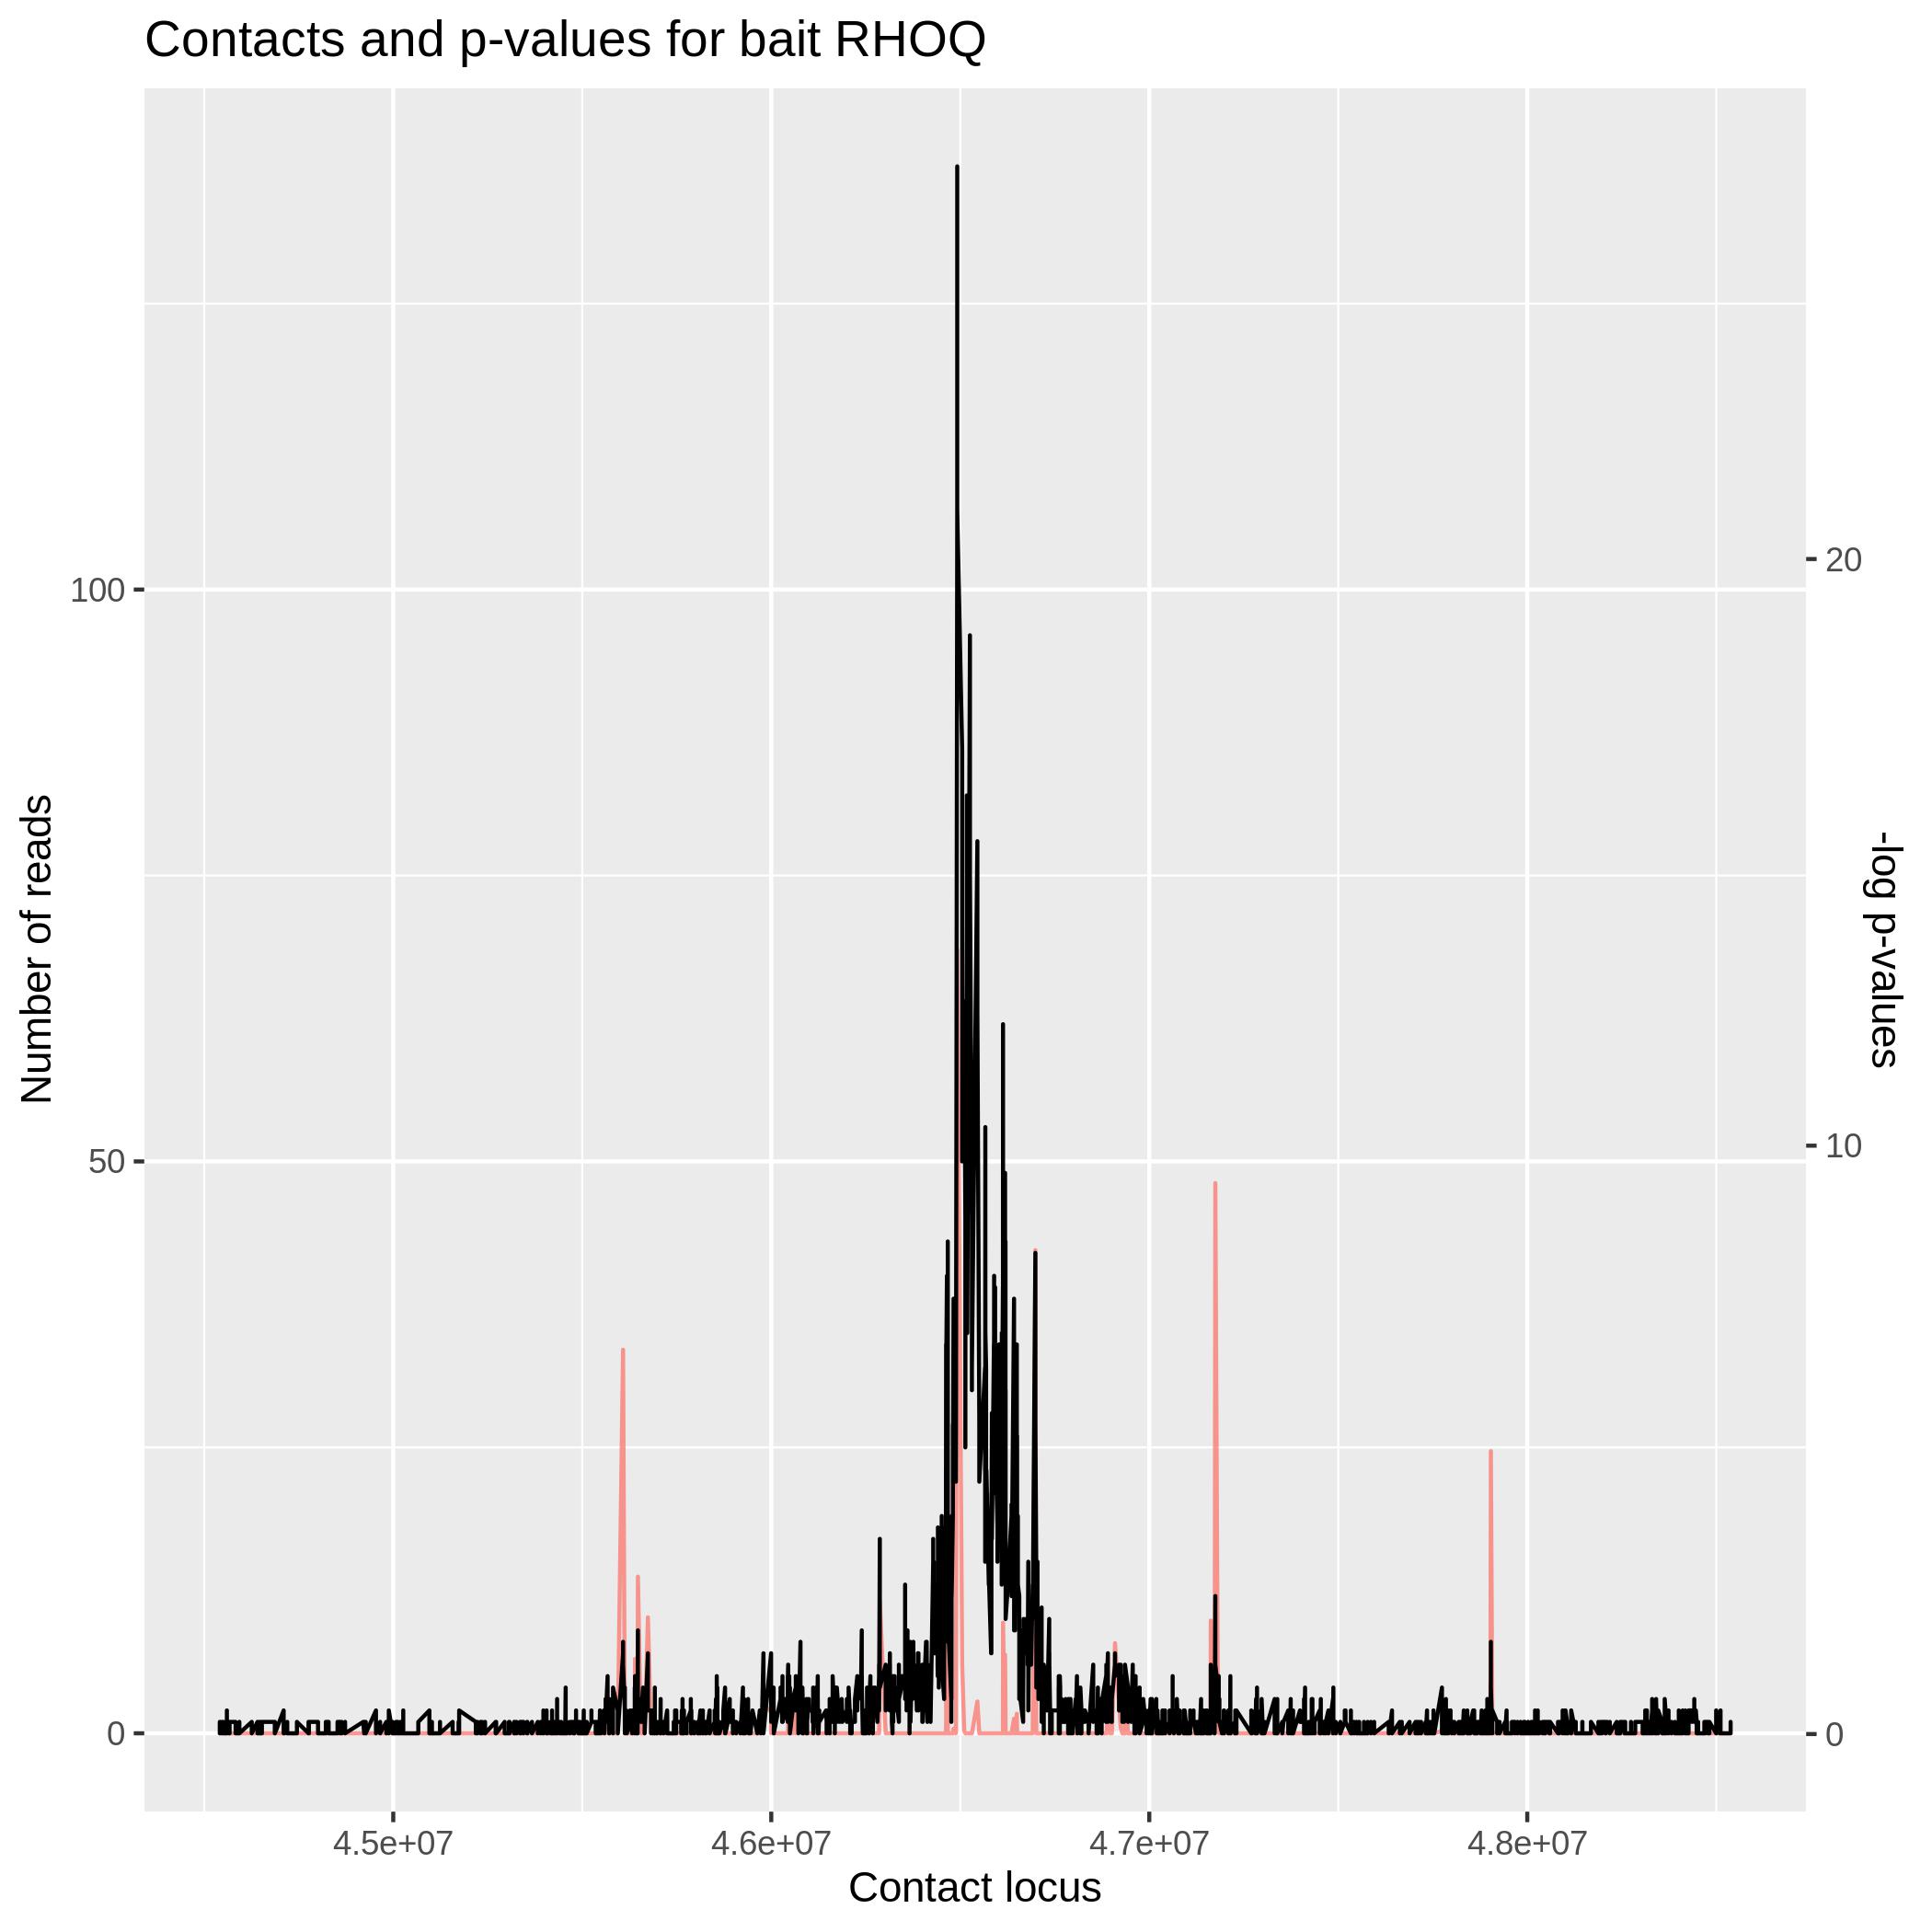 Contacts and p-values for bait RHOQ
Number of reads
100
50
0
20
10
0
-log p-values
4.5e+07
4.6e+07
4.7e+07
4.8e+07
Contact locus